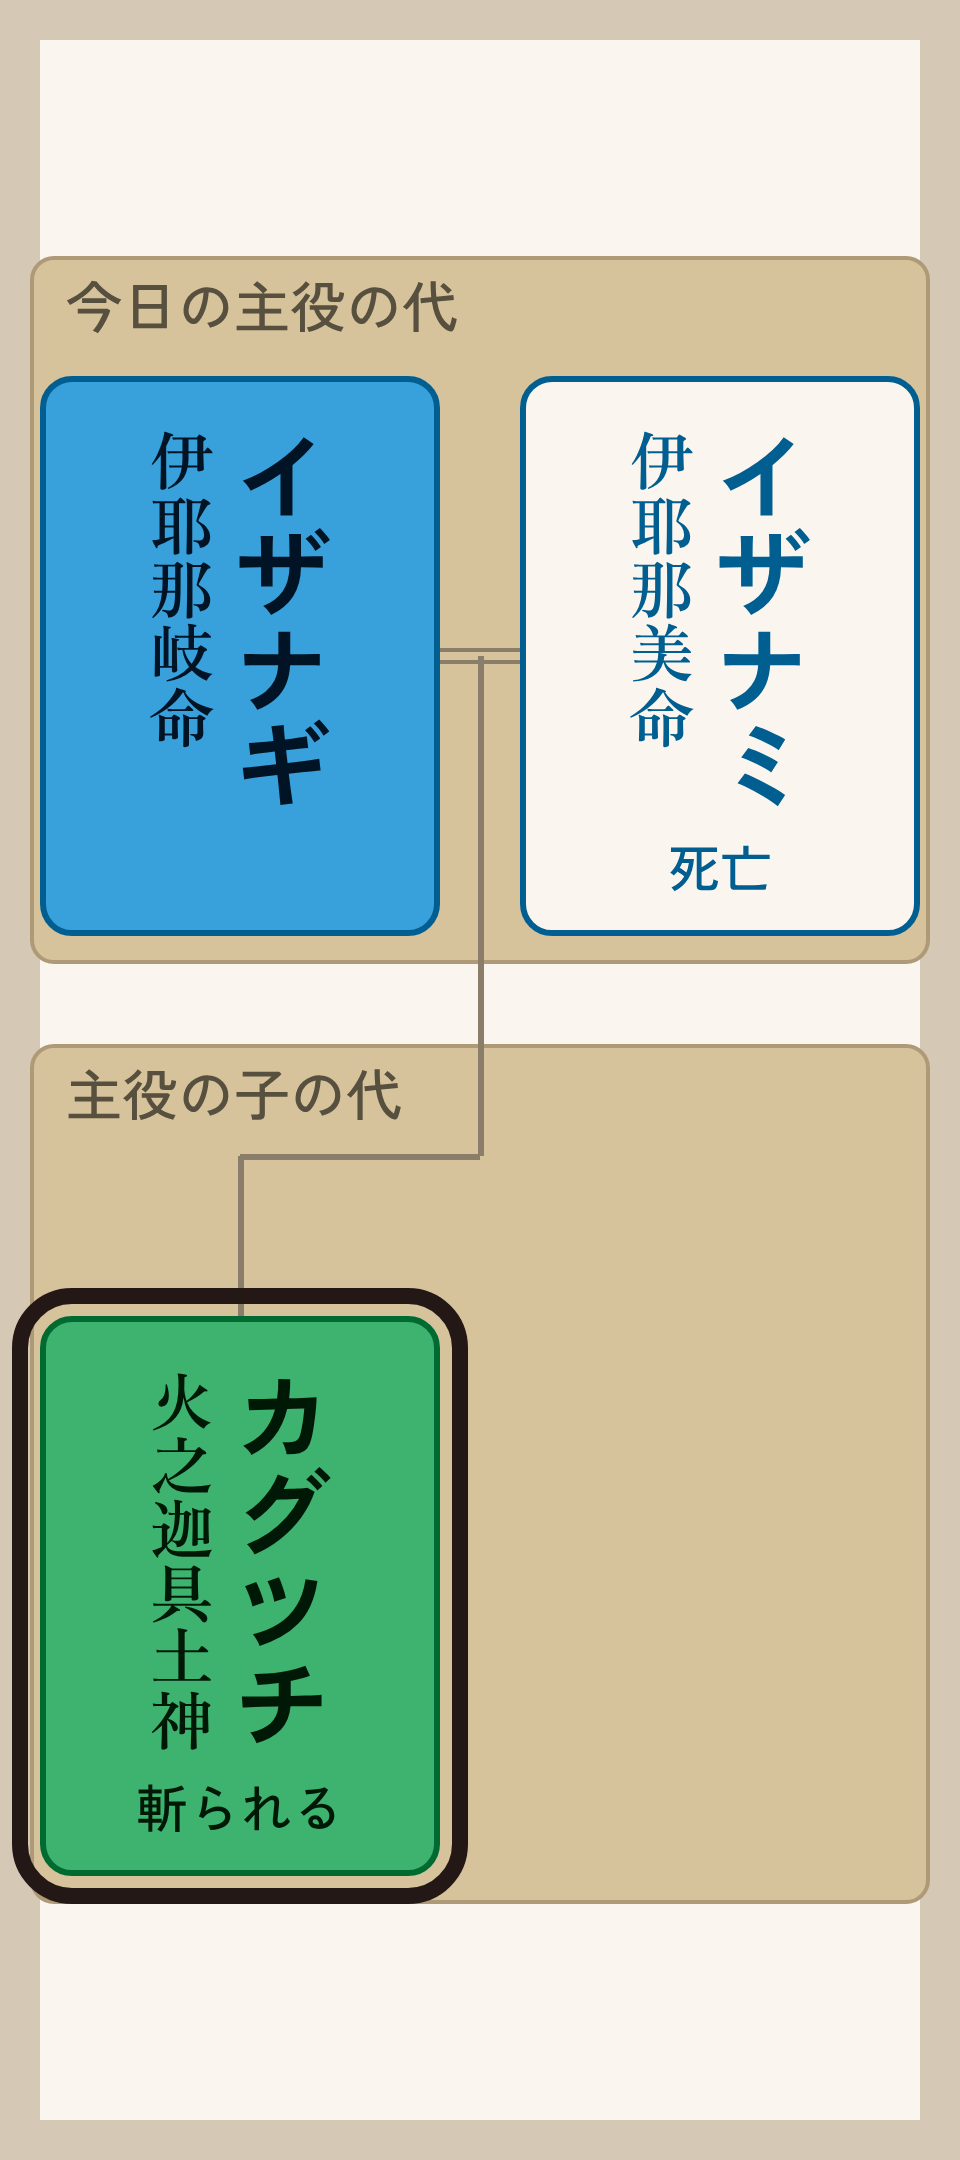 今日の主役の代
イザナギ
伊耶那岐命
イザナミ
伊耶那美命
死亡
主役の子の代
カグツチ
火之迦具土神
斬られる